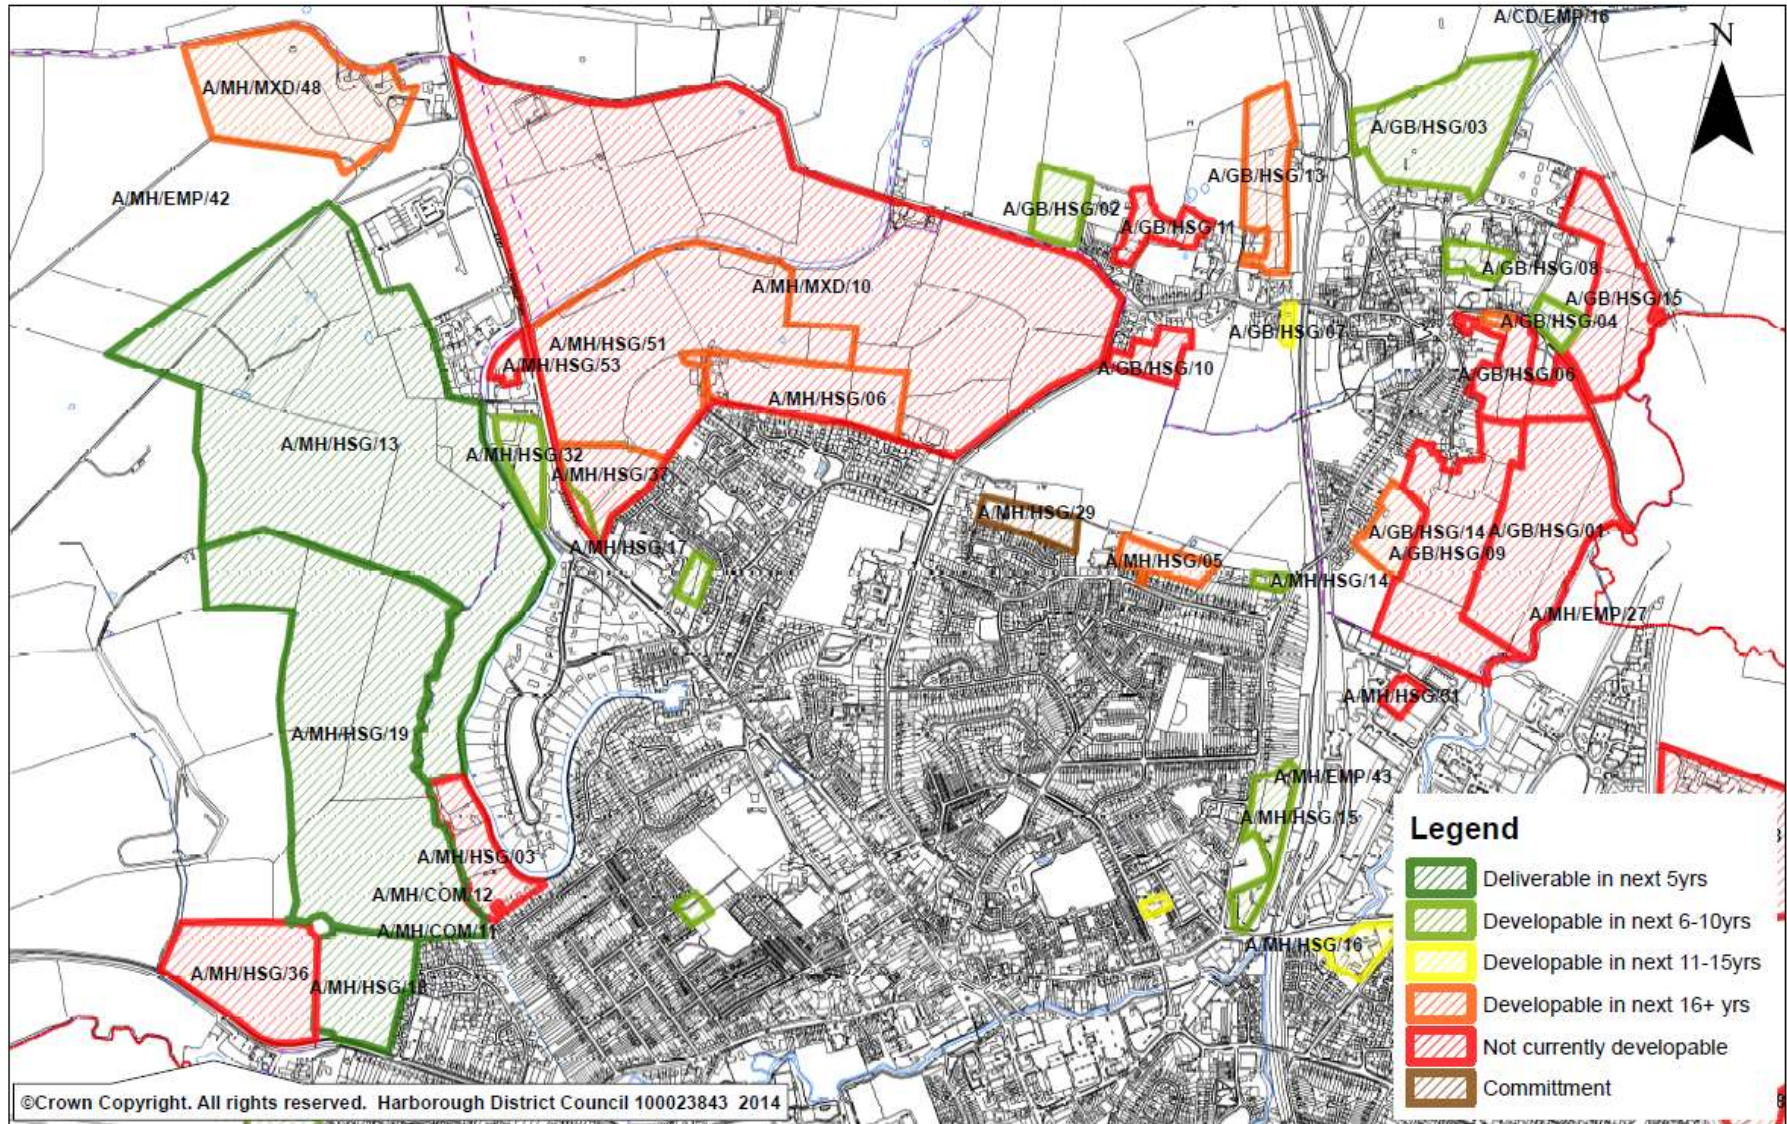 A/CD/EMP/16
N
A/MH/MXD/48
A/GB/HSG/03
A/GB/HSG/13
A/MH/EMP/42
A/GB/HSG/02
A/GB/HSG/11
A/GB/HSG/08
A/MH/MXD/10
A/GB/HSG/15
A/GB/HSG/04
A/GB/HSG/07
A/MH/HSG/51
A/MH/HSG/53
A/GB/HSG/10
A/GB/HSG/06
A/MH/HSG/06
A/MH/HSG/13
A/MH/HSG/32
A/MH/HSG/37
A/MH/HSG/29
A/GB/HSG/14
A/GB/HSG/01
A/MH/HSG/17
A/GB/HSG/09
A/MH/HSG/05
A/MH/HSG/14
A/MH/EMP/27
A/MH/HSG/01
A/MH/HSG/19
A/MH/EMP/43
A/MH/HSG/15
A/MH/HSG/03
A/MH/COM/12
A/MH/COM/11
A/MH/HSG/16
A/MH/HSG/36
A/MH/HSG/18
Legend
Deliverable in next 5yrs
Developable in next 6-10yrs
Developable in next 11-15yrs
Developable in next 16+ yrs
Not currently developable
Committment
©Crown Copyright. All rights reserved. Harborough District Council 100023843 2014